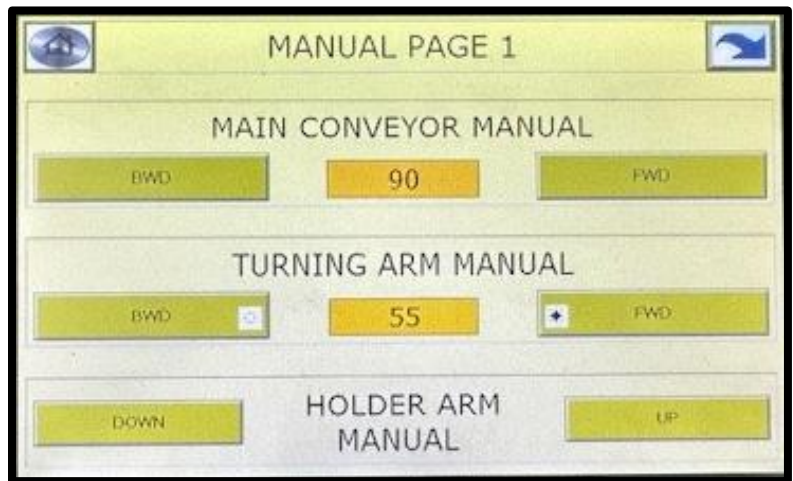 MANUAL PAGE 1
MAIN CONVEYOR MANUAL
BWD 90 FWD
TURNING ARM MANUAL
BWD 55 FWD
HOLDER ARM
DOWN UP
MANUAL